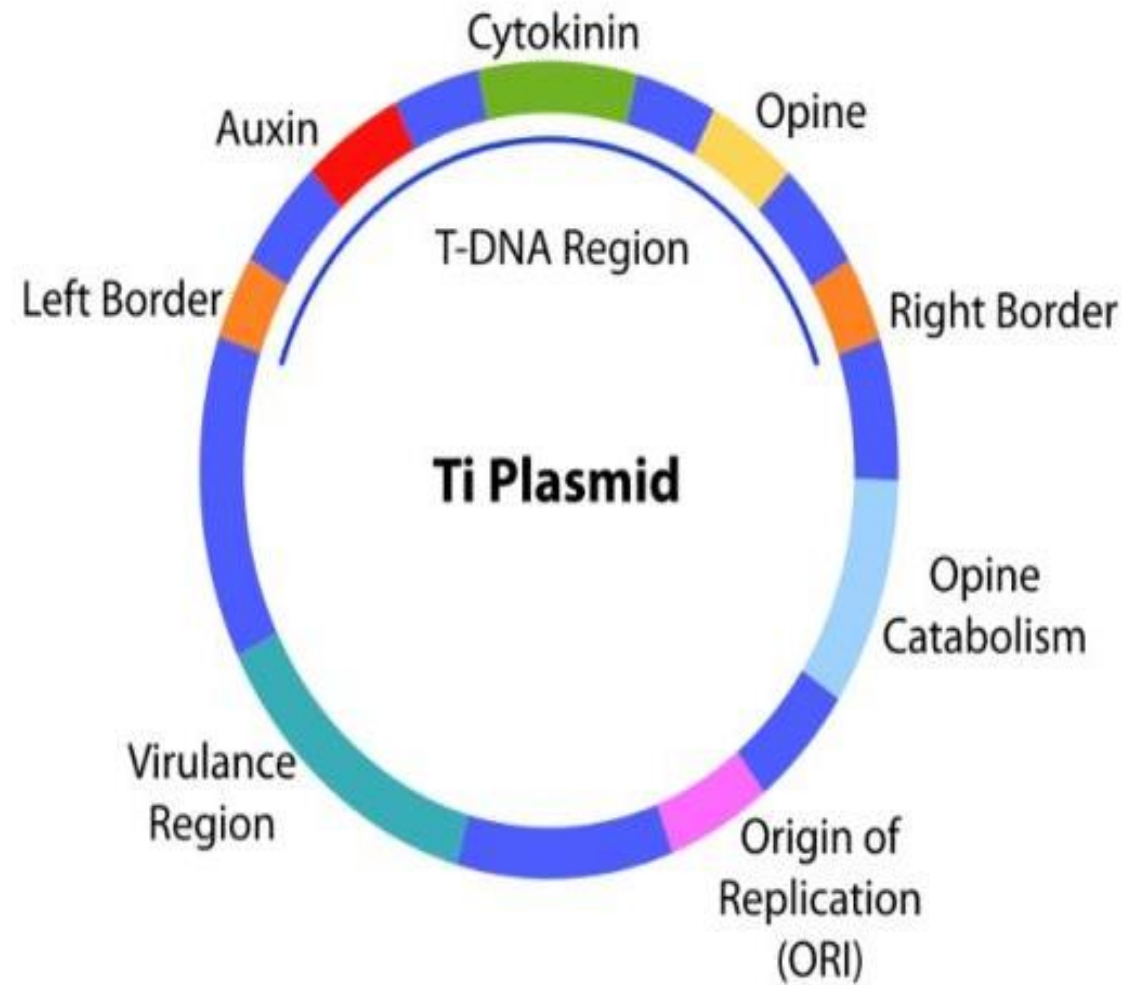 Cytokinin
Auxin
Opine
T-DNA Region
Left Border
Right Border
Ti Plasmid
Opine
Catabolism
Virulance
Region
Origin of
Replication
(ORI)